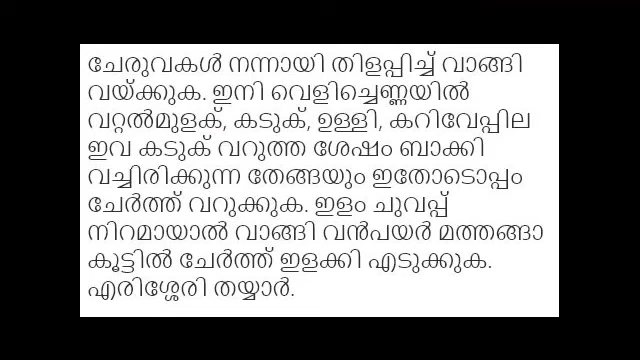 ചേരുവകൾ നന്നായി തിളപ്പിച്ച് വാങ്ങി
വയ്ക്കുക. ഇനി വെളിച്ചെണ്ണയിൽ
വറ്റൽമുളക്, കടുക്, ഉള്ളി, കറിവേപ്പില
ഇവ കടുക് വറുത്ത ശേഷം ബാക്കി
വച്ചിരിക്കുന്ന തേങ്ങയും ഇതോടൊപ്പം
ചേർത്ത് വറുക്കുക. ഇളം ചുവപ്പ്
നിറമായാൽ വാങ്ങി വൻപയർ മത്തങ്ങാ
കൂട്ടിൽ ചേർത്ത് ഇളക്കി എടുക്കുക.
എരിശ്ശേരി തയ്യാർ.